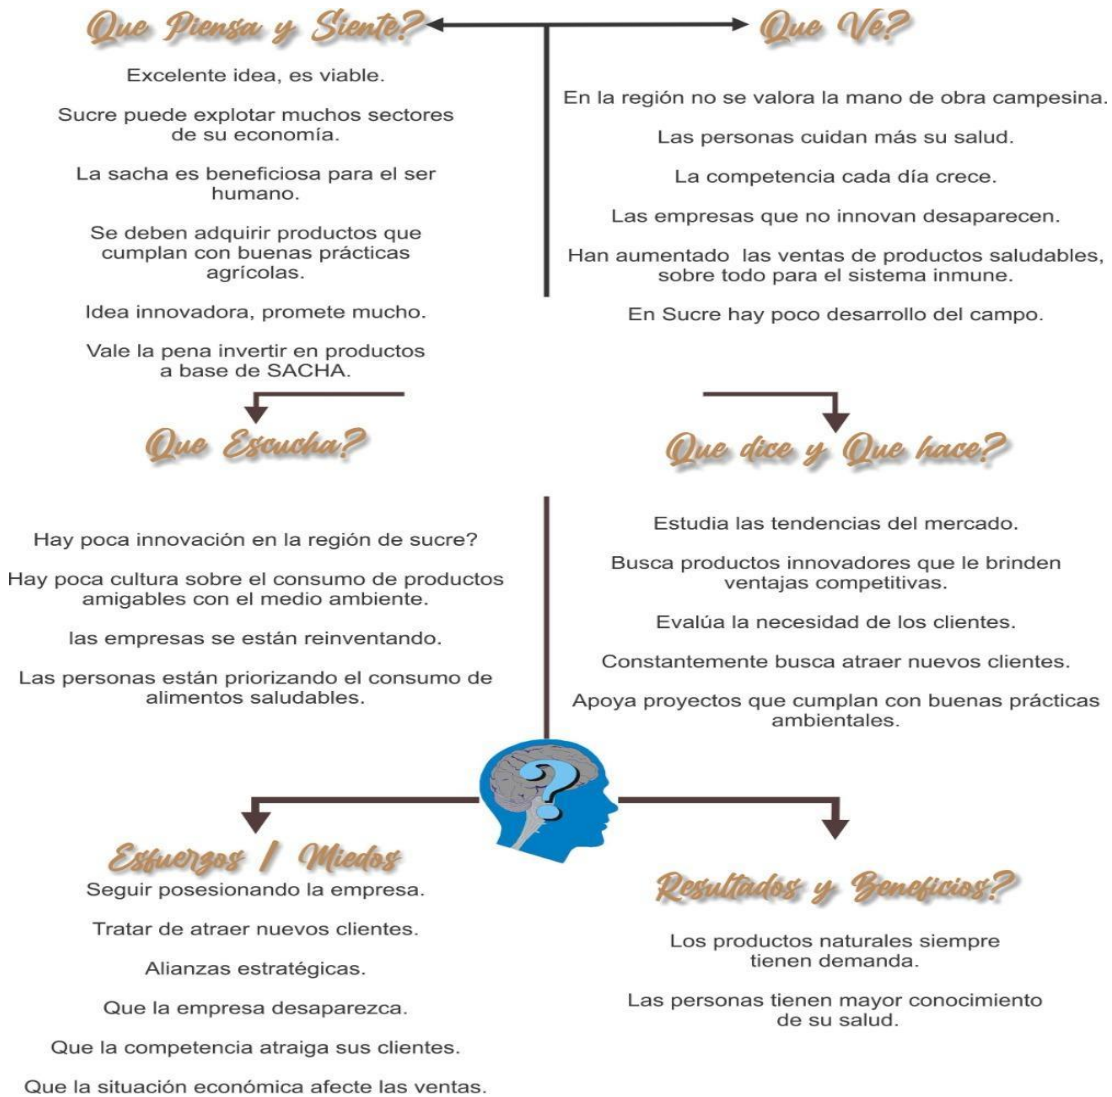 Que Piensa y Siente?
Excelente idea, es viable.
Sucre puede explotar muchos sectores
de su economía.
La sacha es beneficiosa para el ser
humano.
Se deben adquirir productos que
cumplan con buenas prácticas
agrícolas.
Idea innovadora, promete mucho.
Vale la pena invertir en productos
a base de SACHA.
Que Ve?
En la región no se valora la mano de obra campesina.
Las personas cuidan más su salud.
La competencia cada día crece.
Las empresas que no innovan desaparecen.
Han aumentado las ventas de productos saludables,
sobre todo para el sistema inmune.
En Sucre hay poco desarrollo del campo.
Que Escucha?
Hay poca innovación en la región de sucre?
Hay poca cultura sobre el consumo de productos
amigables con el medio ambiente.
las empresas se están reinventando.
Las personas están priorizando el consumo de
alimentos saludables.
Que dice y Que hace?
Estudia las tendencias del mercado.
Busca productos innovadores que le brinden
ventajas competitivas.
Evalúa la necesidad de los clientes.
Constantemente busca atraer nuevos clientes.
Apoya proyectos que cumplan con buenas prácticas
ambientales.
Esfuerzos / Miedos
Seguir posesionando la empresa.
Tratar de atraer nuevos clientes.
Alianzas estratégicas.
Que la empresa desaparezca.
Que la competencia atraiga sus clientes.
Que la situación económica afecte las ventas.
Resultados y Beneficios?
Los productos naturales siempre
tienen demanda.
Las personas tienen mayor conocimiento
de su salud.